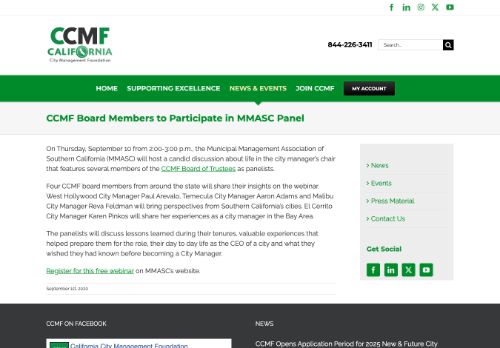 CCMF
CALIFORNIA
City Management Foundation
844-226-3411
Search...
HOME SUPPORTING EXCELLENCE NEWS & EVENTS JOIN CCMF MY ACCOUNT
CCMF Board Members to Participate in MMASC Panel
On Thursday, September 10 from 2:00-3:00 p.m., the Municipal Management Association of
Southern California (MMASC) will host a candid discussion about life in the city manager's chair
that features several members of the CCMF Board of Trustees as panelists.
Four CCMF board members from around the state will share their insights on the webinar.
West Hollywood City Manager Paul Arevalo, Temecula City Manager Aaron Adams and Malibu
City Manager Reva Feldman will bring perspectives from Southern California's cities. El Cerrito
City Manager Karen Pinkos will share her experiences as a city manager in the Bay Area.
The panelists will discuss lessons learned during their tenures, valuable experiences that
helped prepare them for the role, their day to day life as the CEO of a city and what they
wished they had known before becoming a City Manager.
Register for this free webinar on MMASC's website.
September 1st, 2020
> News
> Events
> Press Material
> Contact Us
Get Social
CCMF ON FACEBOOK
California City Management Foundation
NEWS
CCMF Opens Application Period for 2025 New & Future City